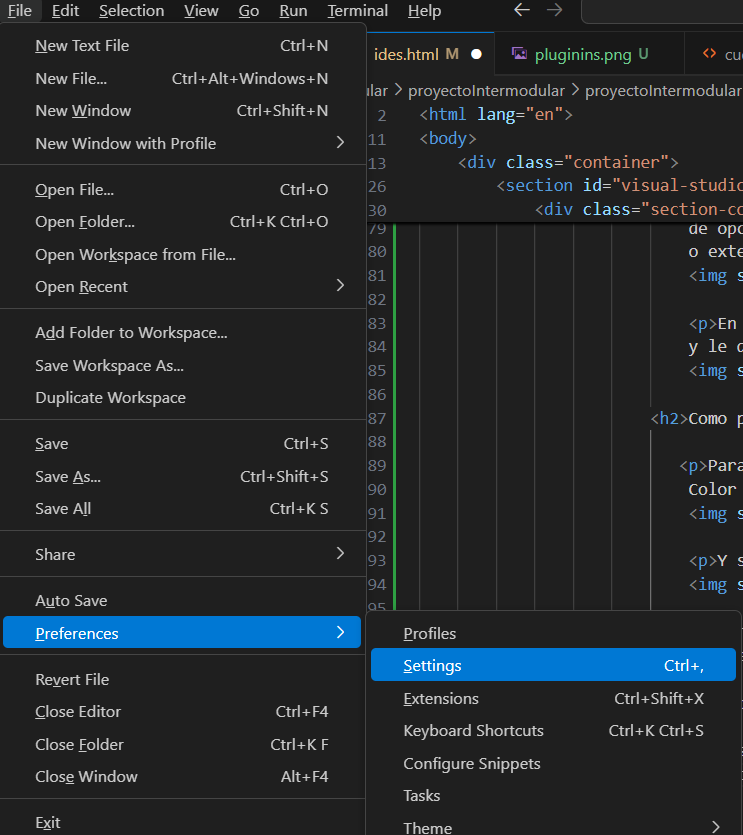 File Edit Selection View Go Run Terminal Help
New Text File Ctrl+N
New File... Ctrl+Alt+Windows+N
New Window Ctrl+Shift+N
New Window with Profile
Open File... Ctrl+O
Open Folder... Ctrl+K Ctrl+O
Open Workspace from File...
Open Recent
Add Folder to Workspace...
Save Workspace As...
Duplicate Workspace
Save Ctrl+S
Save As... Ctrl+Shift+S
Save All Ctrl+K S
Share
Auto Save
Preferences
Revert File
Close Editor Ctrl+F4
Close Folder Ctrl+K F
Close Window Alt+F4
Exit
Profiles
Settings Ctrl+,
Extensions Ctrl+Shift+X
Keyboard Shortcuts Ctrl+K Ctrl+S
Configure Snippets
Tasks
Theme
ides.html M pluginins.png U <> cu
ular > proyectoIntermodular > proyectoIntermodular
2 <html lang="en">
11 <body>
13 <div class="container">
26 <section id="visual-studio
30 <div class="section-co
79 de opc
80 o exte
81 <img s
82
83 <p>En
84 y le d
85 <img s
86
87 <h2>Como p
88
89 <p>Para
90 Color
91 <img s
92
93 <p>Y s
94 <img s
95